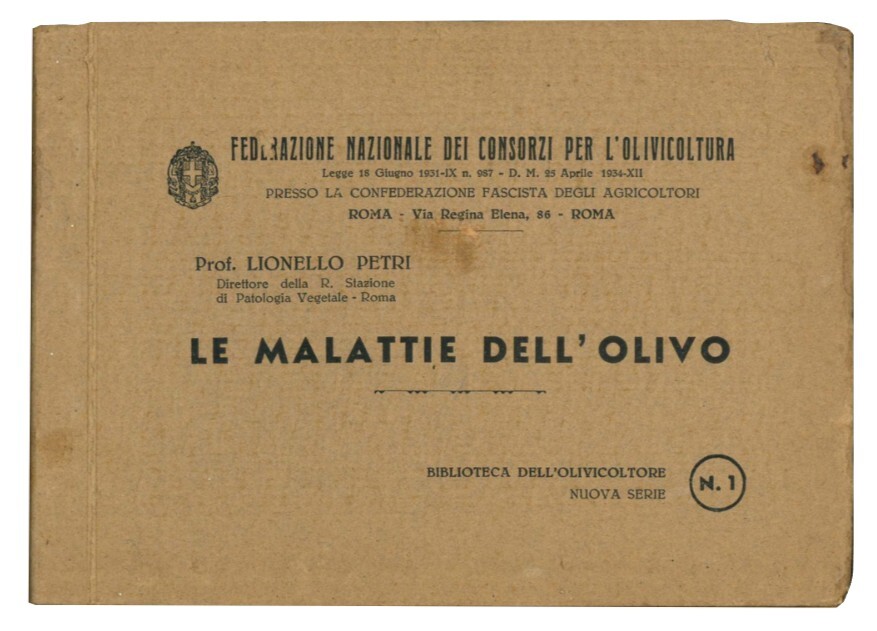 FEDERAZIONE NAZIONALE DEI CONSORZI PER L'OLIVICOLTURA
Legge 18 Giugno 1931-IX n. 987 - D. M. 25 Aprile 1934-XII
PRESSO LA CONFEDERAZIONE FASCISTA DEGLI AGRICOLTORI
ROMA - Via Regina Elena, 86 - ROMA
Prof. LIONELLO PETRI
Direttore della R. Stazione
di Patologia Vegetale - Roma
LE MALATTIE DELL'OLIVO
BIBLIOTECA DELL'OLIVICOLTORE
NUOVA SERIE
N. 1